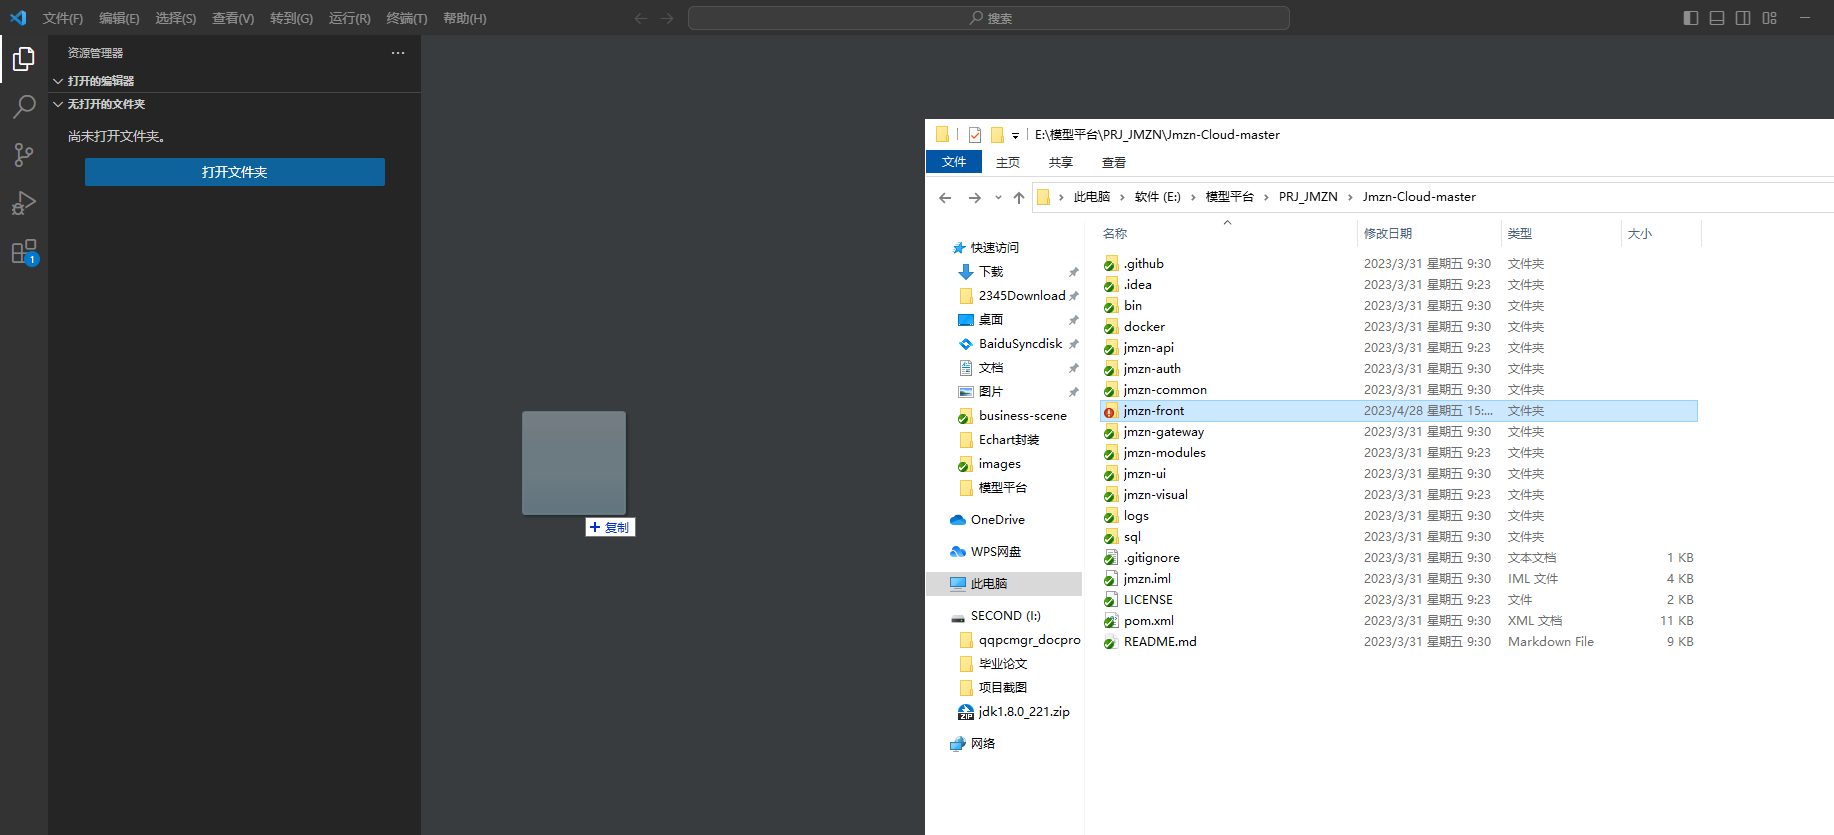 文件(F) 编辑(E) 选择(S) 查看(V) 转到(G) 运行(R) 终端(T) 帮助(H) 搜索
资源管理器
打开的编辑器
无打开的文件夹
尚未打开文件夹。
打开文件夹
1
+ 复制
E:\模型平台\PRJ_JMZN\Jmzn-Cloud-master
文件 主页 共享 查看
此电脑 软件 (E:) 模型平台 PRJ_JMZN Jmzn-Cloud-master
快速访问
下载
2345Download
桌面
BaiduSyncdisk
文档
图片
business-scene
Echart封装
images
模型平台
OneDrive
WPS网盘
此电脑
SECOND (I:)
qqpcmgr_docpro
毕业论文
项目截图
ZIP jdk1.8.0_221.zip
网络
名称 修改日期 类型 大小
.github 2023/3/31 星期五 9:30 文件夹
.idea 2023/3/31 星期五 9:23 文件夹
bin 2023/3/31 星期五 9:30 文件夹
docker 2023/3/31 星期五 9:30 文件夹
jmzn-api 2023/3/31 星期五 9:23 文件夹
jmzn-auth 2023/3/31 星期五 9:30 文件夹
jmzn-common 2023/3/31 星期五 9:30 文件夹
jmzn-front 2023/4/28 星期五 15:... 文件夹
jmzn-gateway 2023/3/31 星期五 9:30 文件夹
jmzn-modules 2023/3/31 星期五 9:23 文件夹
jmzn-ui 2023/3/31 星期五 9:30 文件夹
jmzn-visual 2023/3/31 星期五 9:23 文件夹
logs 2023/3/31 星期五 9:30 文件夹
sql 2023/3/31 星期五 9:30 文件夹
.gitignore 2023/3/31 星期五 9:30 文本文档 1 KB
jmzn.iml 2023/3/31 星期五 9:30 IML 文件 4 KB
LICENSE 2023/3/31 星期五 9:23 文件 2 KB
pom.xml 2023/3/31 星期五 9:30 XML 文档 11 KB
README.md 2023/3/31 星期五 9:30 Markdown File 9 KB